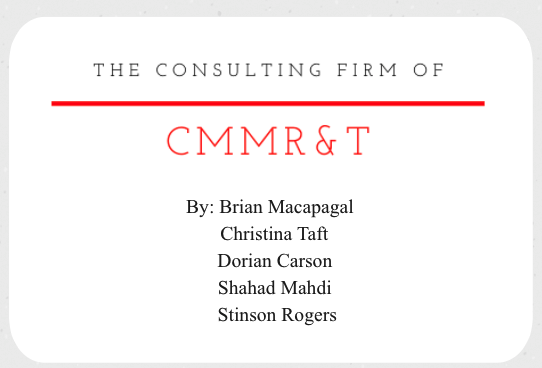 THE CONSULTING FIRM OF
CMMR&T
By: Brian Macapagal
Christina Taft
Dorian Carson
Shahad Mahdi
Stinson Rogers